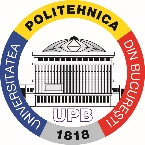 UNIVERSITATEA
POLITEHNICA
DIN BUCUREȘTI
UPB
1818